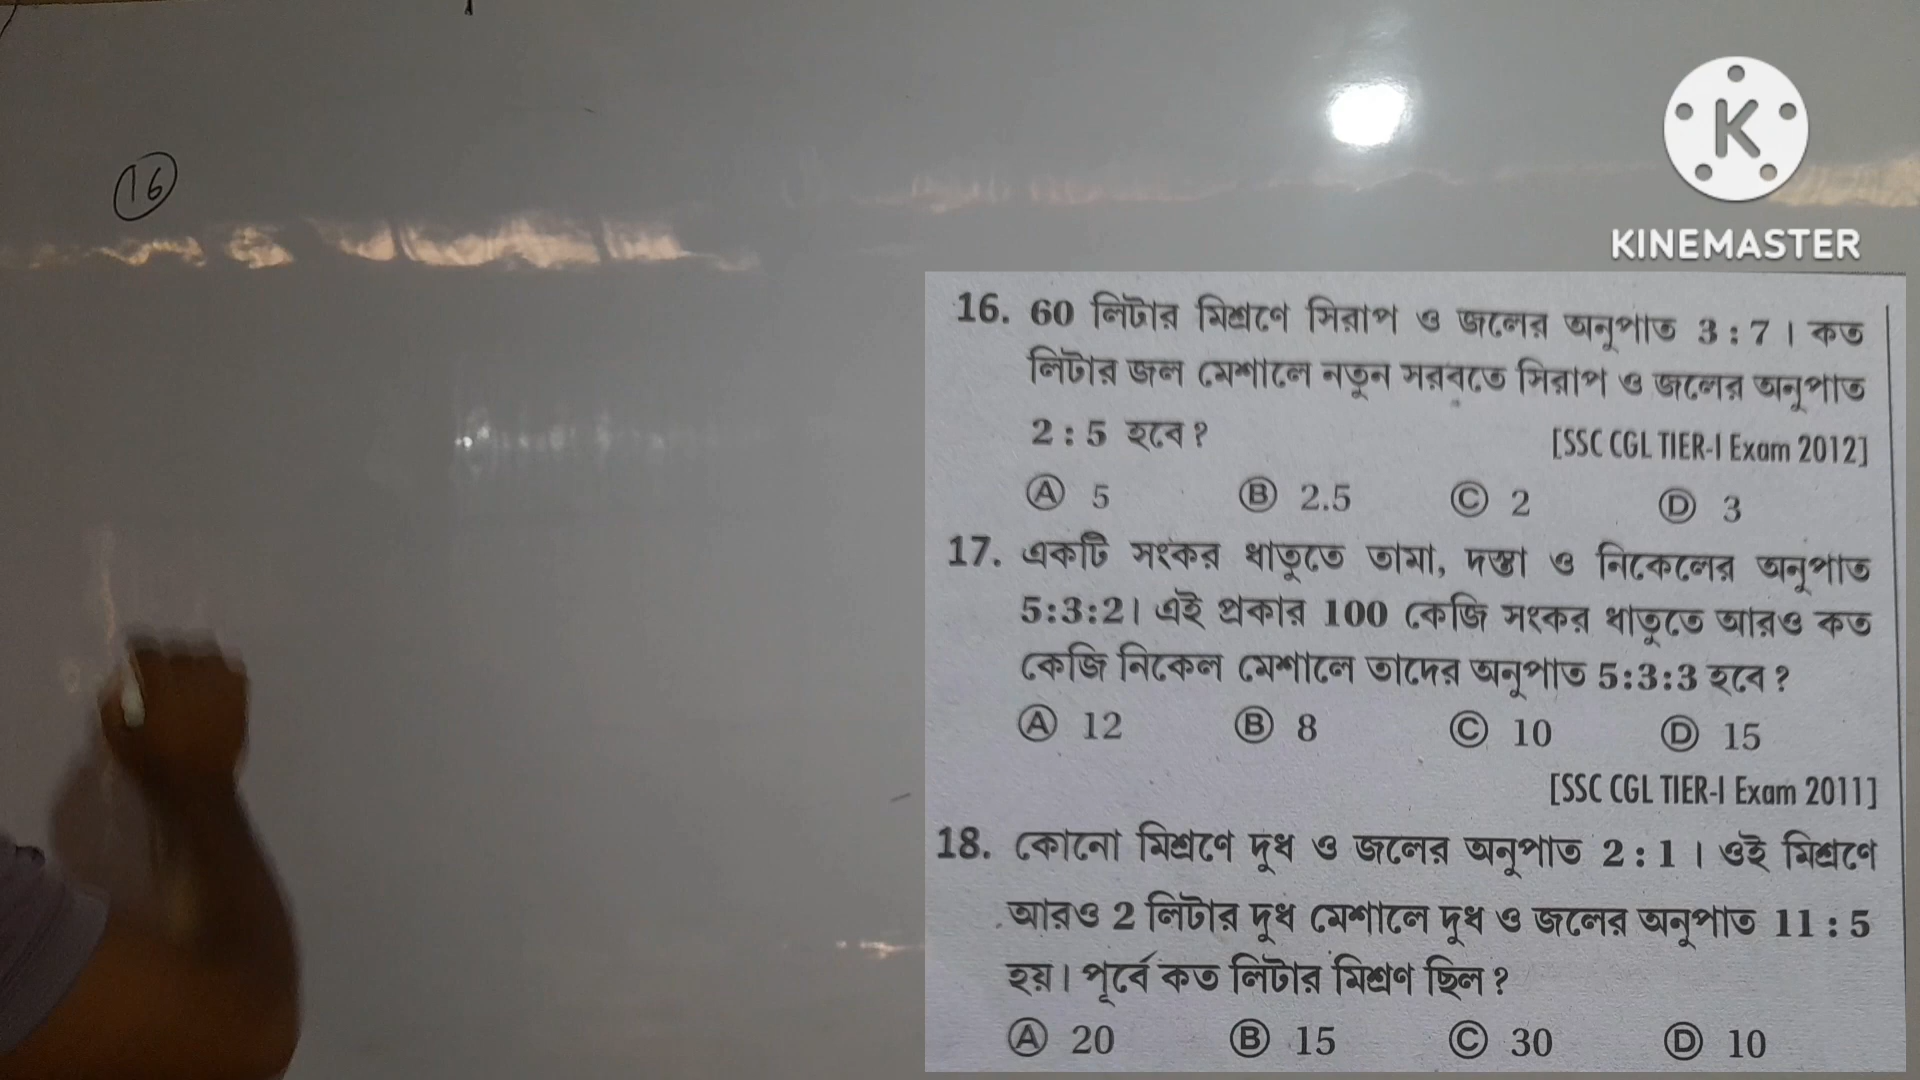 16
KINEMASTER
16. 60 লিটার মিশ্রণে সিরাপ ও জলের অনুপাত 3 : 7 । কত
লিটার জল মেশালে নতুন সরবতে সিরাপ ও জলের অনুপাত
2 : 5 হবে ? [SSC CGL TIER-I Exam 2012]
Ⓐ 5 Ⓑ 2.5 Ⓒ 2 Ⓓ 3
17. একটি সংকর ধাতুতে তামা, দস্তা ও নিকেলের অনুপাত
5:3:2। এই প্রকার 100 কেজি সংকর ধাতুতে আরও কত
কেজি নিকেল মেশালে তাদের অনুপাত 5:3:3 হবে ?
Ⓐ 12 Ⓑ 8 Ⓒ 10 Ⓓ 15
[SSC CGL TIER-I Exam 2011]
18. কোনো মিশ্রণে দুধ ও জলের অনুপাত 2 : 1 । ওই মিশ্রণে
আরও 2 লিটার দুধ মেশালে দুধ ও জলের অনুপাত 11 : 5
হয়। পূর্বে কত লিটার মিশ্রণ ছিল ?
Ⓐ 20 Ⓑ 15 Ⓒ 30 Ⓓ 10